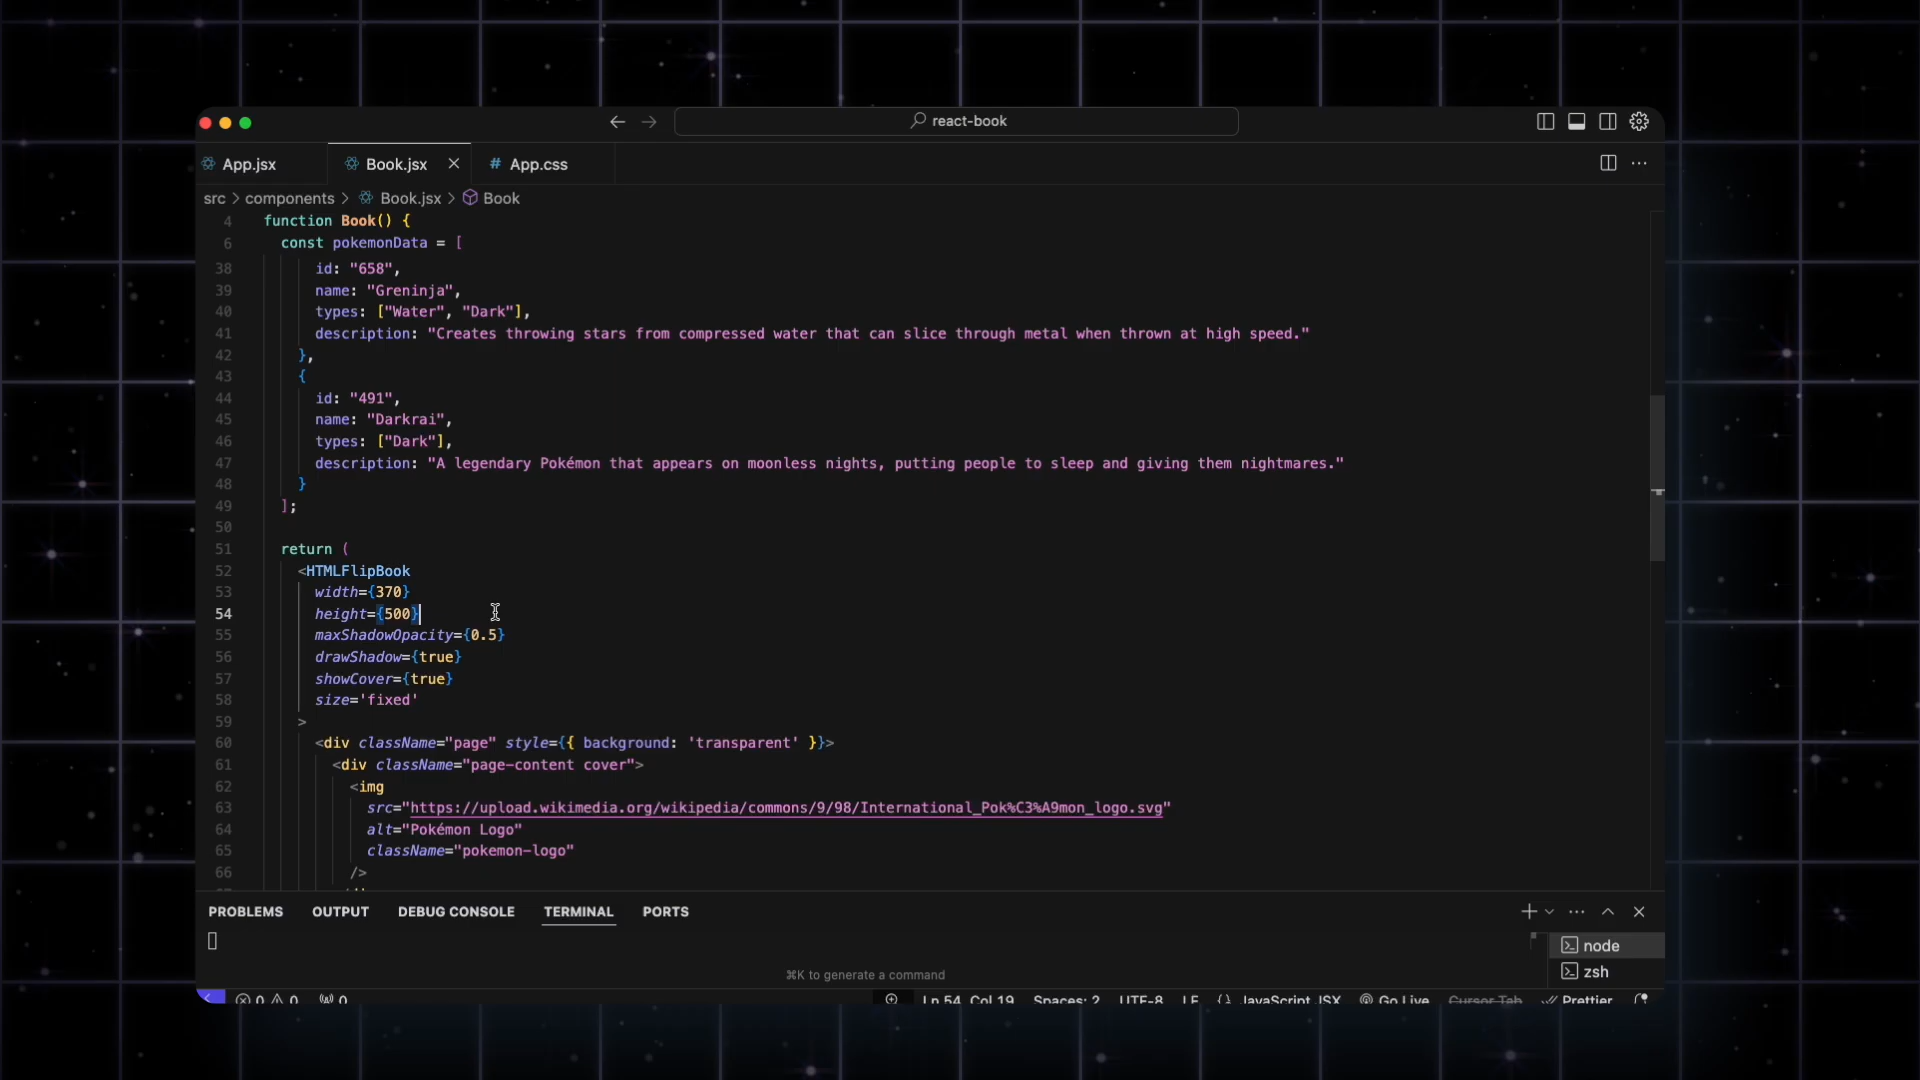 react-book
App.jsx
Book.jsx
# App.css
src > components > Book.jsx > Book
4 function Book() {
6 const pokemonData = [
38 id: "658",
39 name: "Greninja",
40 types: ["Water", "Dark"],
41 description: "Creates throwing stars from compressed water that can slice through metal when thrown at high speed."
42 },
43 {
44 id: "491",
45 name: "Darkrai",
46 types: ["Dark"],
47 description: "A legendary Pokémon that appears on moonless nights, putting people to sleep and giving them nightmares."
48 }
49 ];
50
51 return (
52 <HTMLFlipBook
53 width={370}
54 height={500}
55 maxShadowOpacity={0.5}
56 drawShadow={true}
57 showCover={true}
58 size='fixed'
59 >
60 <div className="page" style={{ background: 'transparent' }}>
61 <div className="page-content cover">
62 <img
63 src="https://upload.wikimedia.org/wikipedia/commons/9/98/International_Pok%C3%A9mon_logo.svg"
64 alt="Pokémon Logo"
65 className="pokemon-logo"
66 />
PROBLEMS OUTPUT DEBUG CONSOLE TERMINAL PORTS
node
⌘K to generate a command
zsh
0 0 0 Ln 54, Col 19 Spaces: 2 UTF-8 LF {} JavaScript JSX Go Live Cursor Tab Prettier